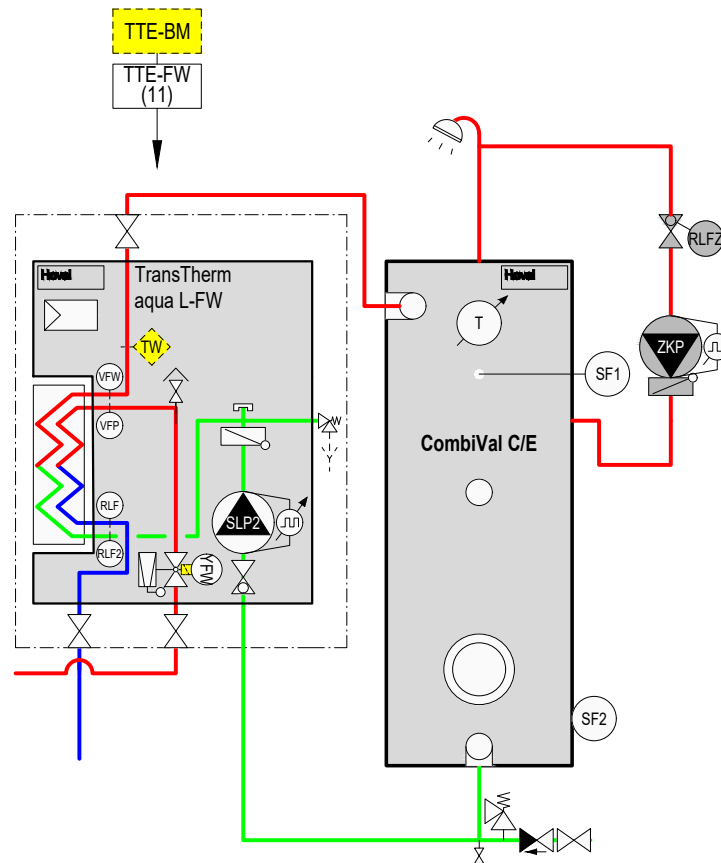 TTE-BM
TTE-FW
(11)
RLFZ
Hoval
TransTherm
aqua L-FW
Hoval
T
ZKP
TW
VFW
SF1
VFP
CombiVal C/E
RLF
SLP2
RLF2
YFW
SF2